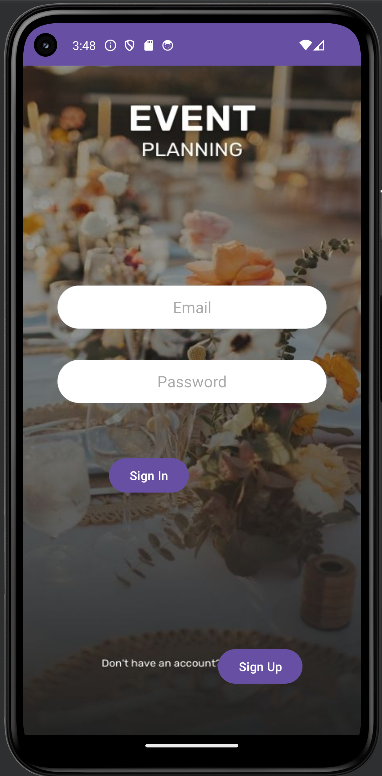 3:48
EVENT
PLANNING
Email
Password
Sign In
Don't have an account?
Sign Up